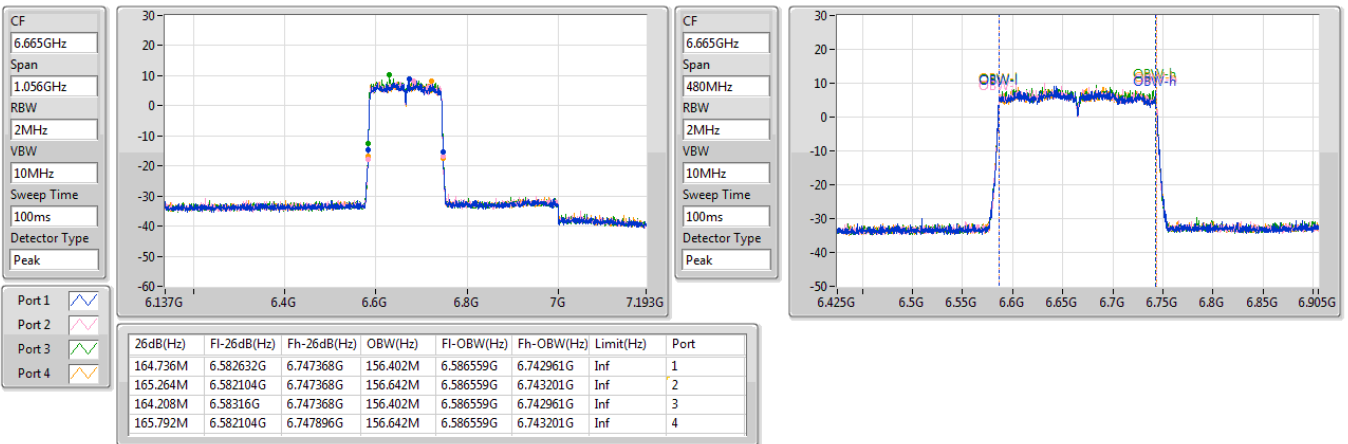 CF
6.665GHz
Span
1.056GHz
RBW
2MHz
VBW
10MHz
Sweep Time
100ms
Detector Type
Peak
30
20
10
0
-10
-20
-30
-40
-50
-60
6.137G 6.4G 6.6G 6.8G 7G 7.193G
CF
6.665GHz
Span
480MHz
RBW
2MHz
VBW
10MHz
Sweep Time
100ms
Detector Type
Peak
30
20
10
0
-10
-20
-30
-40
-50
OBW-l
OBW-h
6.425G 6.5G 6.55G 6.6G 6.65G 6.7G 6.75G 6.8G 6.85G 6.905G
Port 1
Port 2
Port 3
Port 4
26dB(Hz) Fl-26dB(Hz) Fh-26dB(Hz) OBW(Hz) Fl-OBW(Hz) Fh-OBW(Hz) Limit(Hz) Port
164.736M 6.582632G 6.747368G 156.402M 6.586559G 6.742961G Inf 1
165.264M 6.582104G 6.747368G 156.642M 6.586559G 6.743201G Inf 2
164.208M 6.58316G 6.747368G 156.402M 6.586559G 6.742961G Inf 3
165.792M 6.582104G 6.747896G 156.642M 6.586559G 6.743201G Inf 4